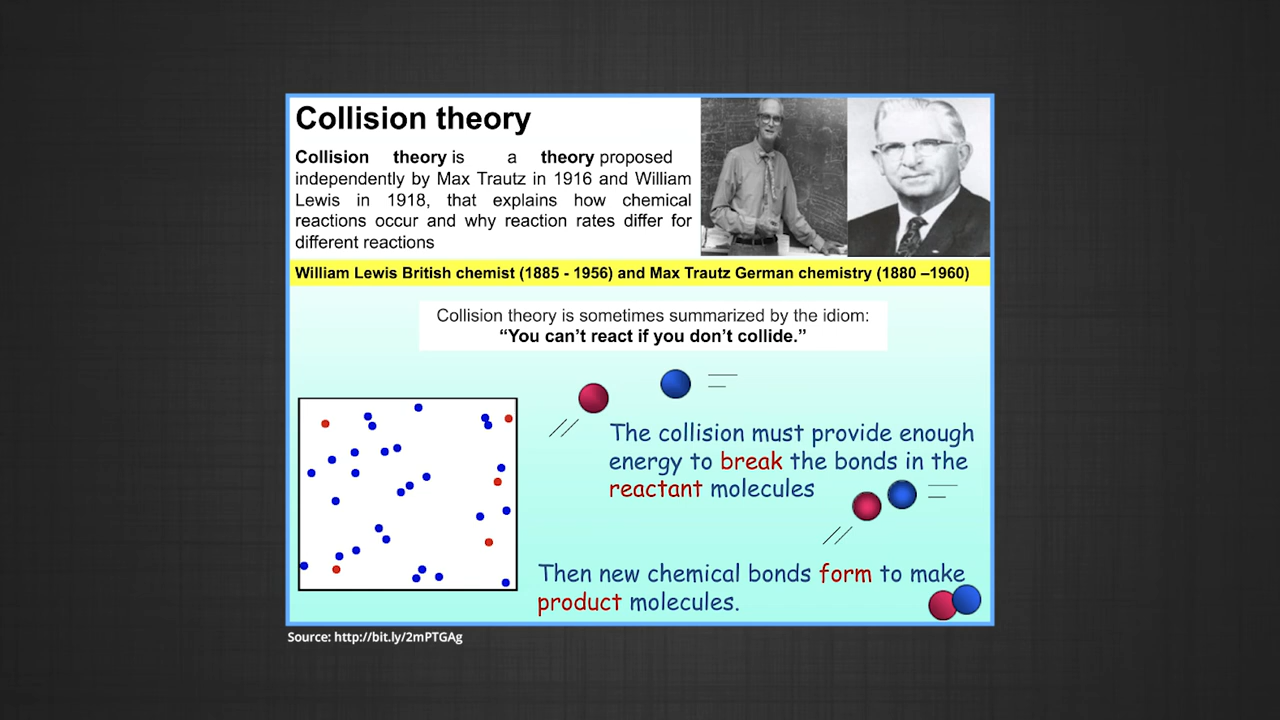 Collision theory
Collision theory is a theory proposed
independently by Max Trautz in 1916 and William
Lewis in 1918, that explains how chemical
reactions occur and why reaction rates differ for
different reactions
William Lewis British chemist (1885 - 1956) and Max Trautz German chemistry (1880 –1960)
Collision theory is sometimes summarized by the idiom:
“You can’t react if you don’t collide.”
The collision must provide enough
energy to break the bonds in the
reactant molecules
Then new chemical bonds form to make
product molecules.
Source: http://bit.ly/2mPTGAg